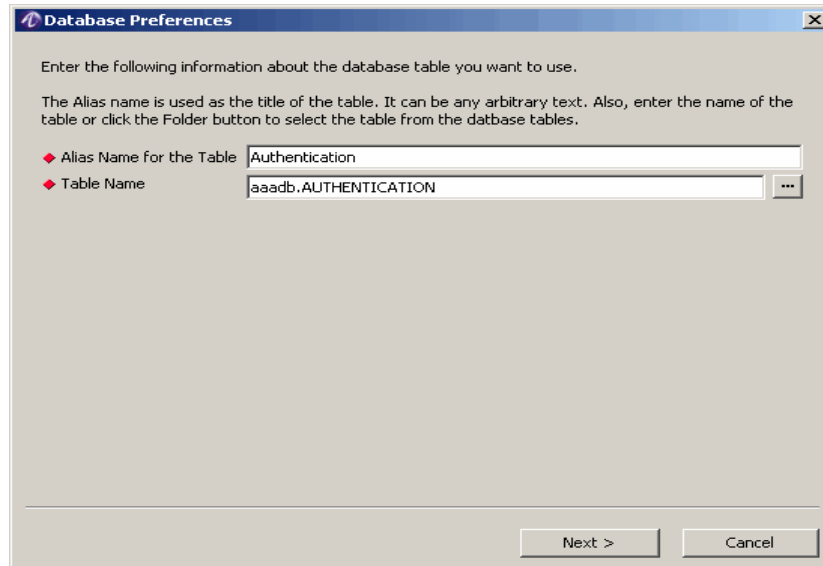 Database Preferences
Enter the following information about the database table you want to use.
The Alias name is used as the title of the table. It can be any arbitrary text. Also, enter the name of the
table or click the Folder button to select the table from the datbase tables.
Alias Name for the Table Authentication
Table Name aaadb.AUTHENTICATION ...
Next > Cancel